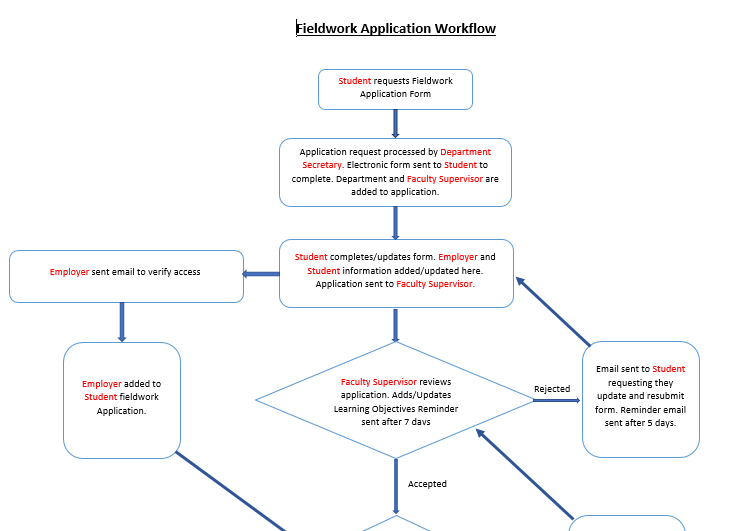 Fieldwork Application Workflow
Student requests Fieldwork
Application Form
Application request processed by Department
Secretary. Electronic form sent to Student to
complete. Department and Faculty Supervisor are
added to application.
Student completes/updates form. Employer and
Student information added/updated here.
Application sent to Faculty Supervisor.
Employer sent email to verify access
Employer added to
Student fieldwork
Application.
Faculty Supervisor reviews
application. Adds/Updates
Learning Objectives Reminder
sent after 7 days
Rejected
Email sent to Student
requesting they
update and resubmit
form. Reminder email
sent after 5 days.
Accepted